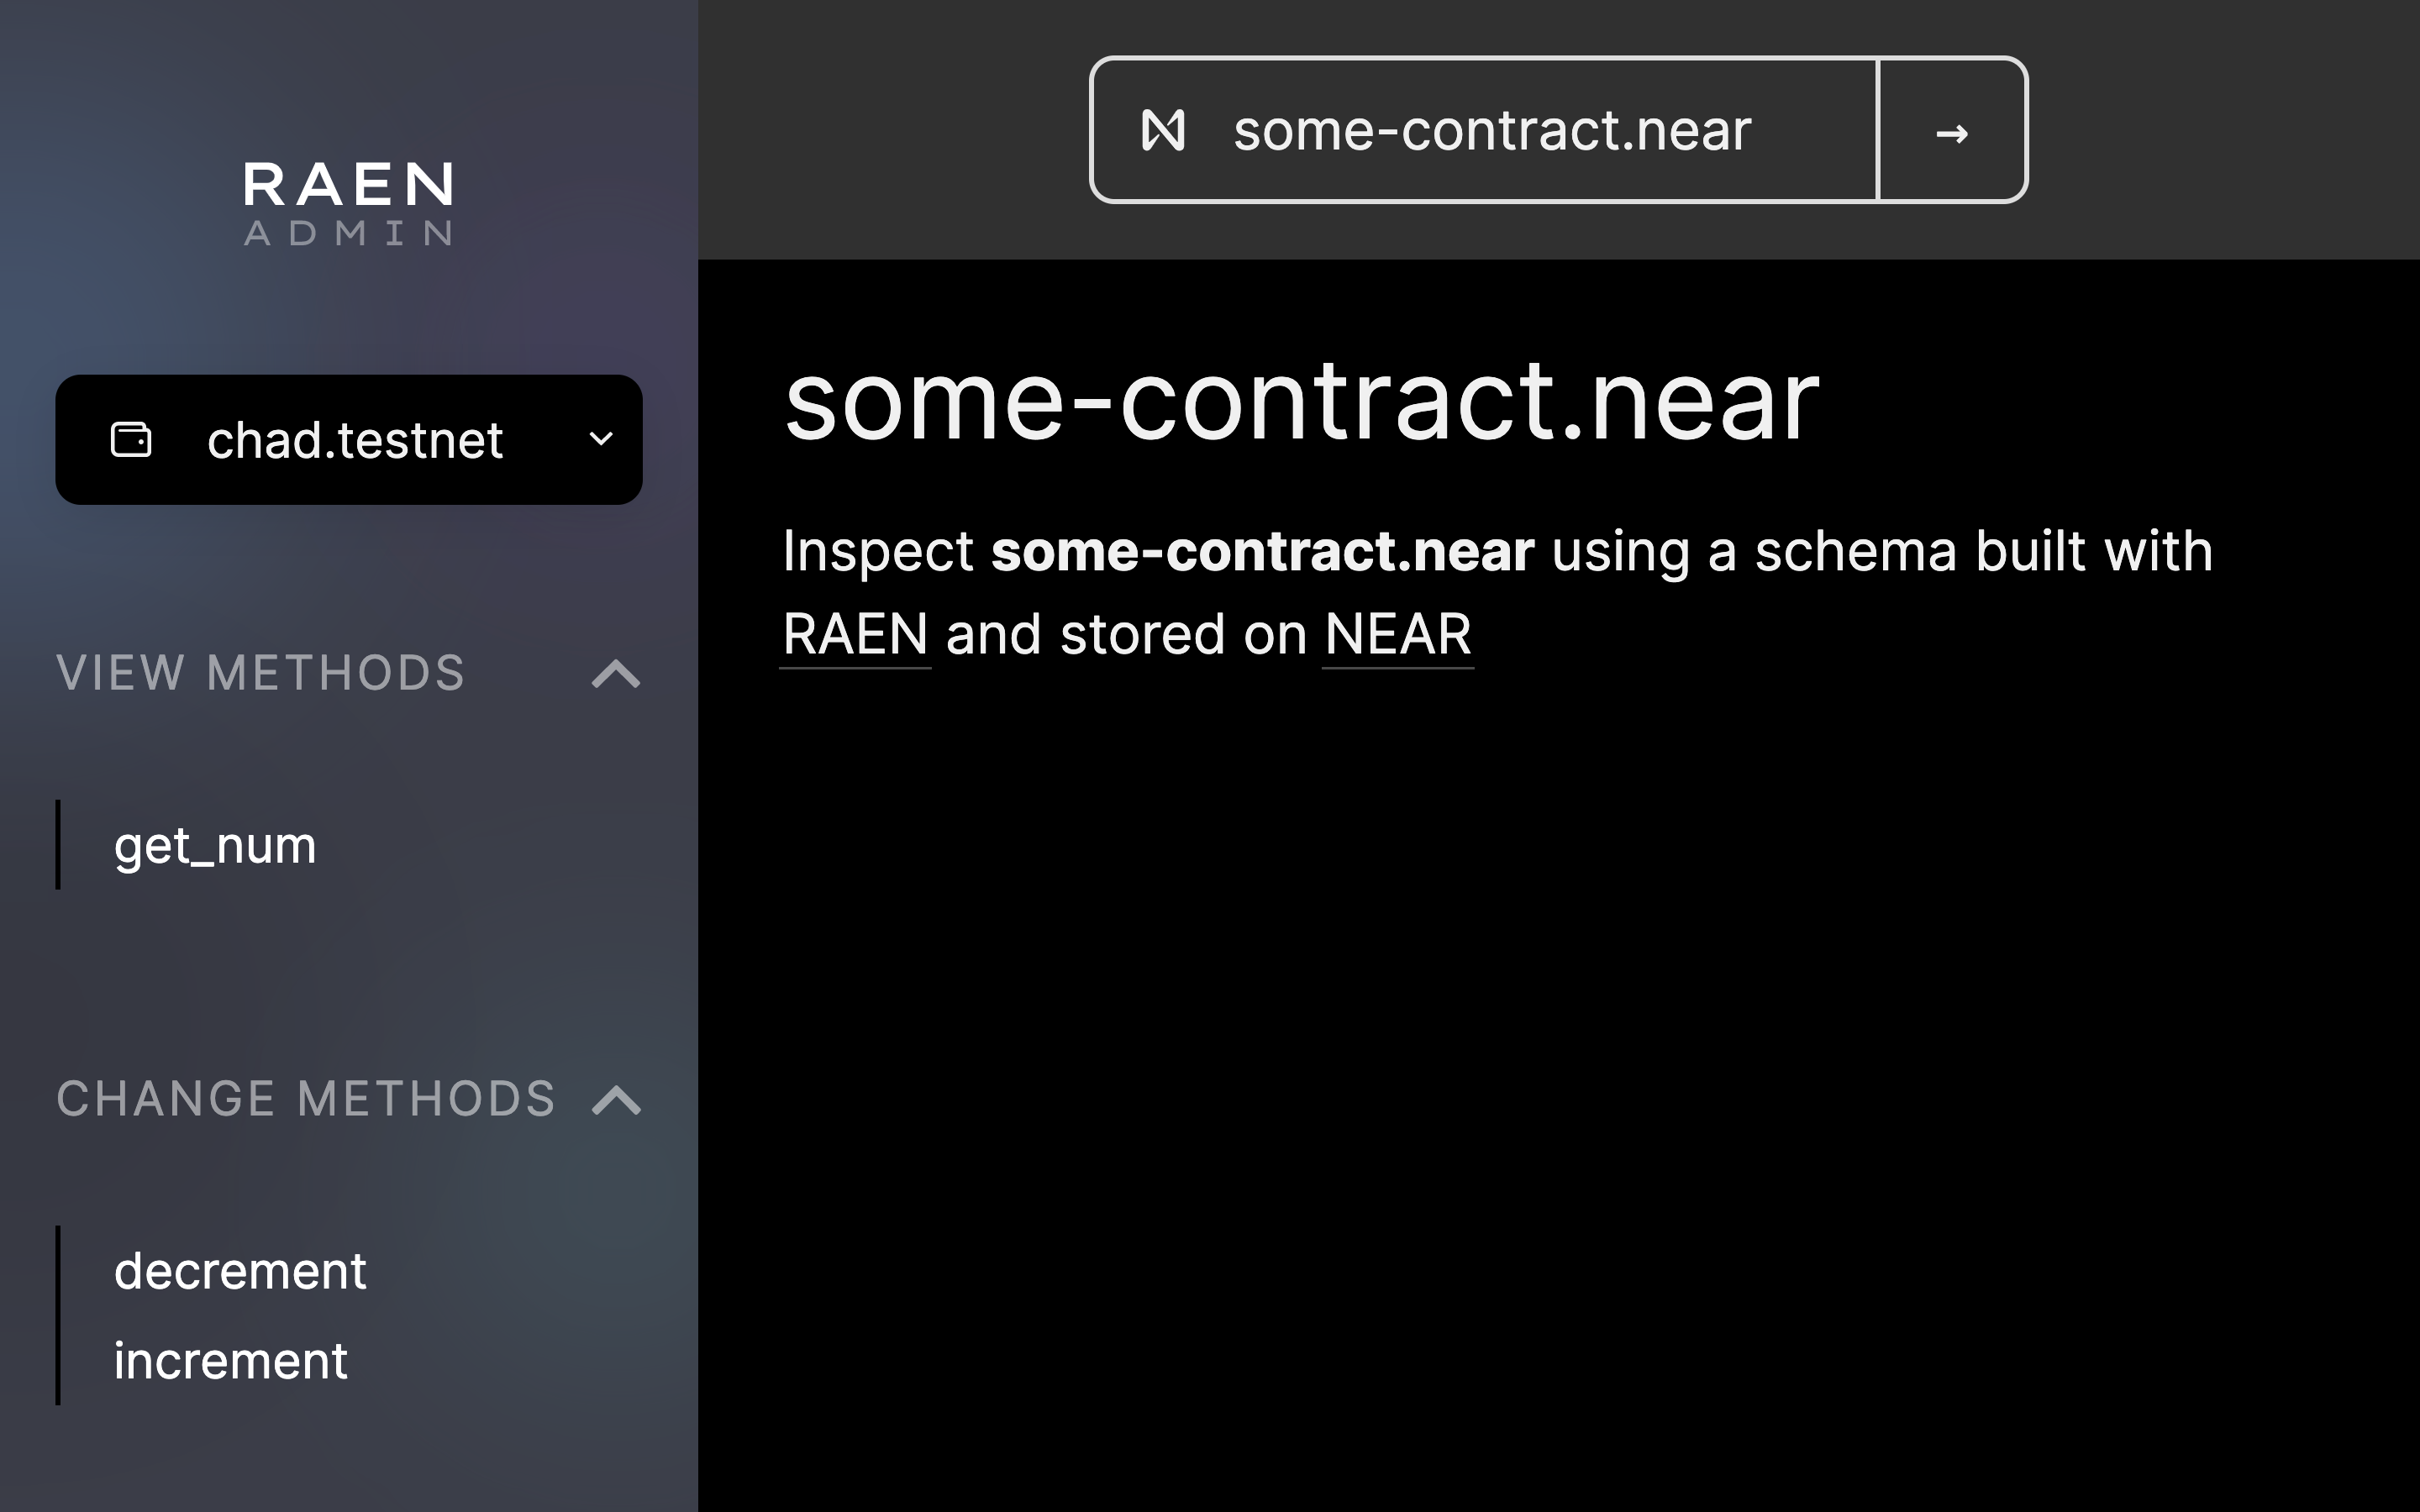 RAEN
ADMIN
chad.testnet
VIEW METHODS
get_num
CHANGE METHODS
decrement
increment
some-contract.near
some-contract.near
Inspect some-contract.near using a schema built with
RAEN and stored on NEAR